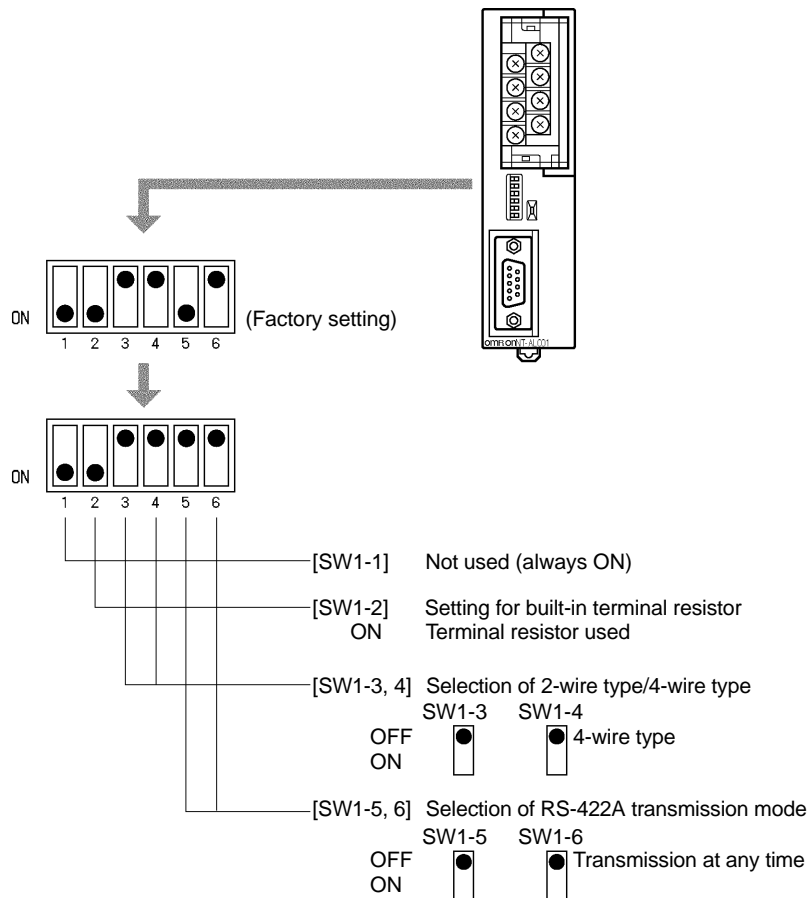 OMRON NT-AL001
ON
(Factory setting)
1 2 3 4 5 6
ON
1 2 3 4 5 6
[SW1-1] Not used (always ON)
[SW1-2] Setting for built-in terminal resistor
ON Terminal resistor used
[SW1-3, 4] Selection of 2-wire type/4-wire type
SW1-3 SW1-4
OFF 4-wire type
ON
[SW1-5, 6] Selection of RS-422A transmission mode
SW1-5 SW1-6
OFF Transmission at any time
ON